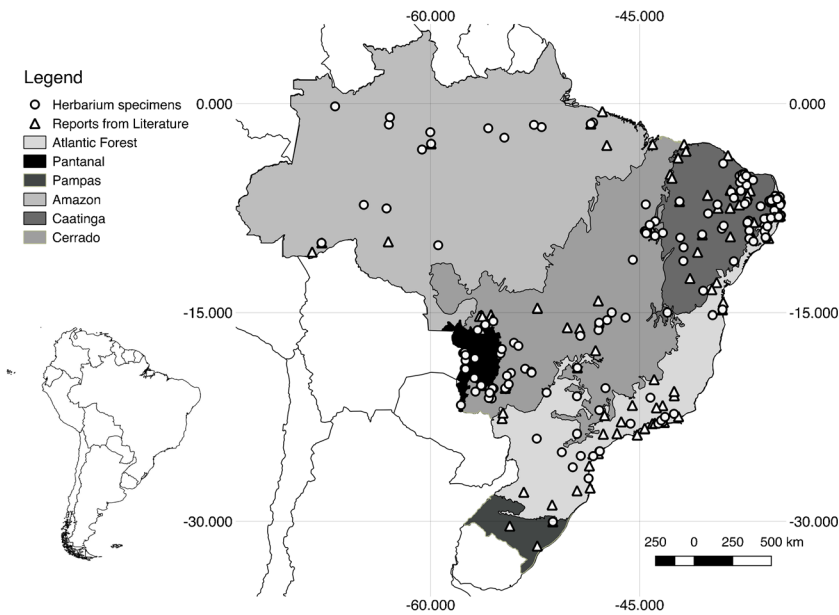 -60.000 -45.000
Legend
Herbarium specimens
Reports from Literature
Atlantic Forest
Pantanal
Pampas
Amazon
Caatinga
Cerrado
0.000 0.000
-15.000 -15.000
-30.000 -30.000
250 0 250 500 km
-60.000 -45.000